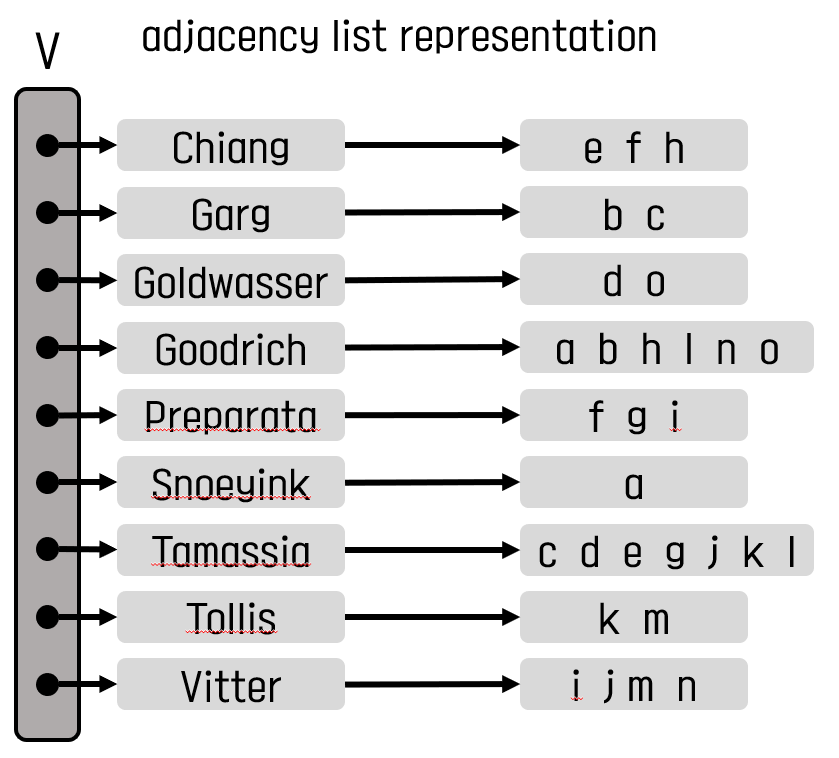 adjacency list representation
V
Chiang e f h
Garg b c
Goldwasser d o
Goodrich a b h l n o
Preparata f g i
Snoeyink a
Tamassia c d e g j k l
Tollis k m
Vitter i j m n